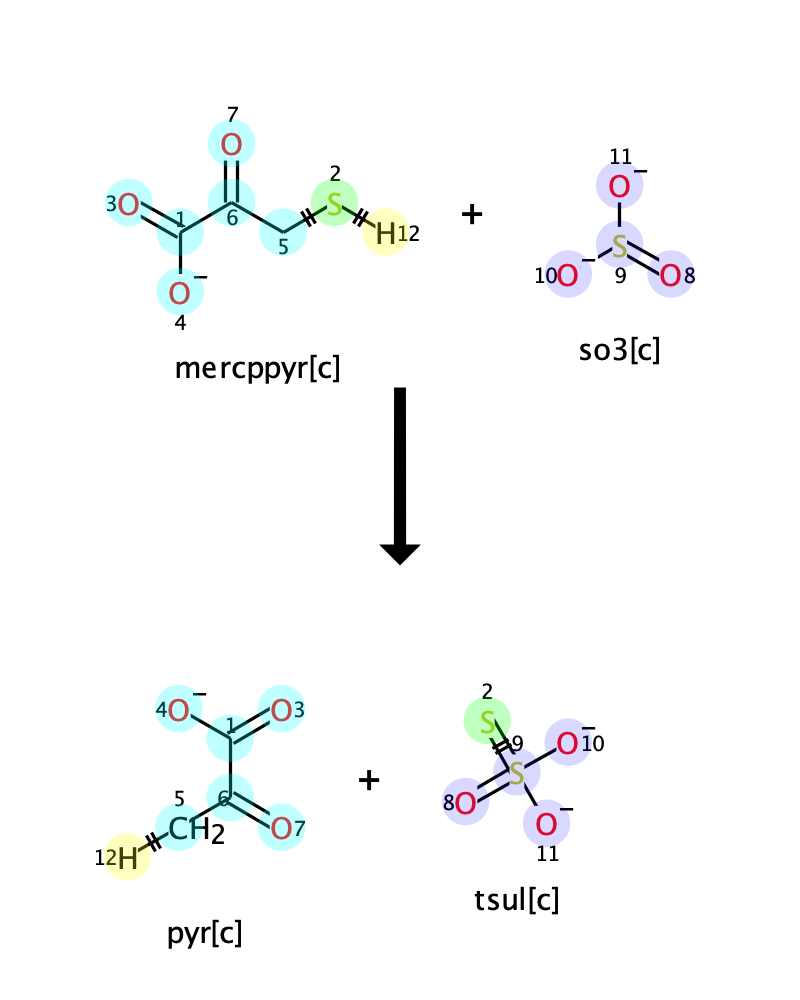 7
O
2
11
O−
3O
1
6
S
H12
+
5
S
10O−
9
O8
O−
4
so3[c]
mercppyr[c]
4O−
O3
2
S
1
9
O−10
+
S
5
6
8O
CH2
O7
O−
12H
11
tsul[c]
pyr[c]